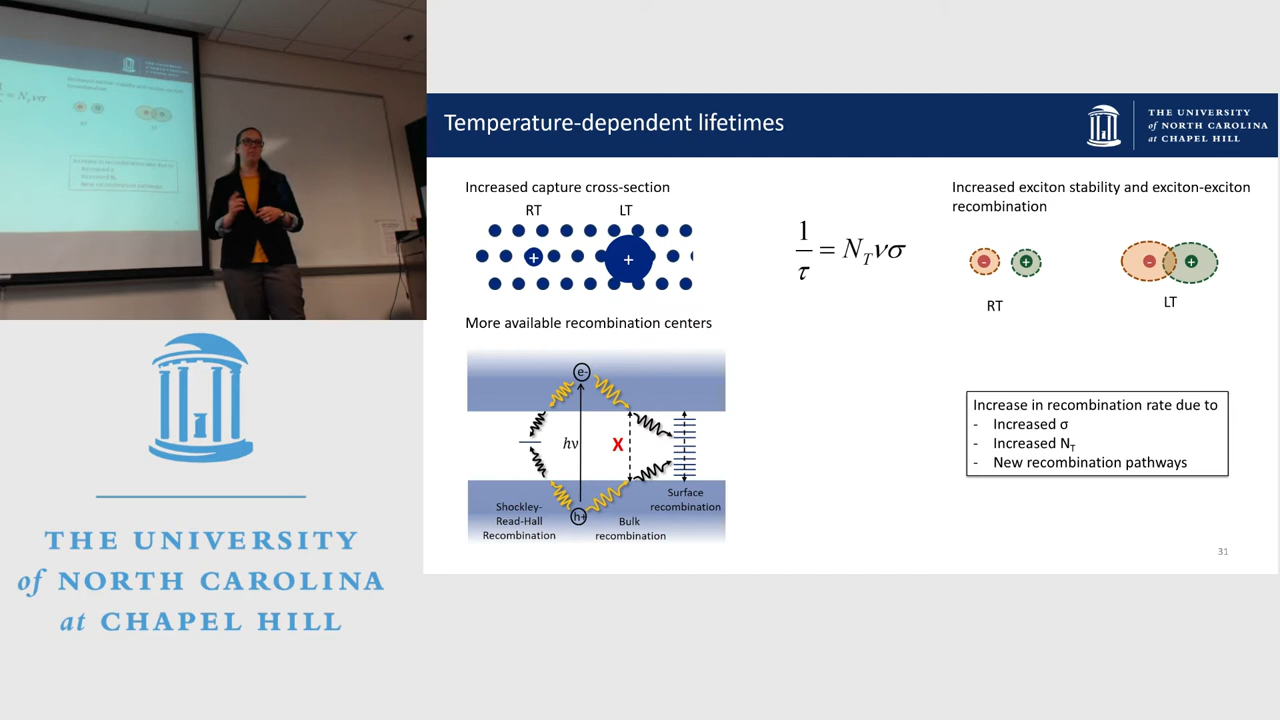 Temperature-dependent lifetimes
THE UNIVERSITY
of NORTH CAROLINA
at CHAPEL HILL
Increased capture cross-section
RT
LT
+
+
More available recombination centers
e-
hν
X
h+
Shockley-
Read-Hall
Recombination
Bulk
recombination
Surface
recombination
1/τ = N_T νσ
Increased exciton stability and exciton-exciton
recombination
-
+
-
+
RT
LT
Increase in recombination rate due to
- Increased σ
- Increased N_T
- New recombination pathways
31
THE UNIVERSITY
of NORTH CAROLINA
at CHAPEL HILL